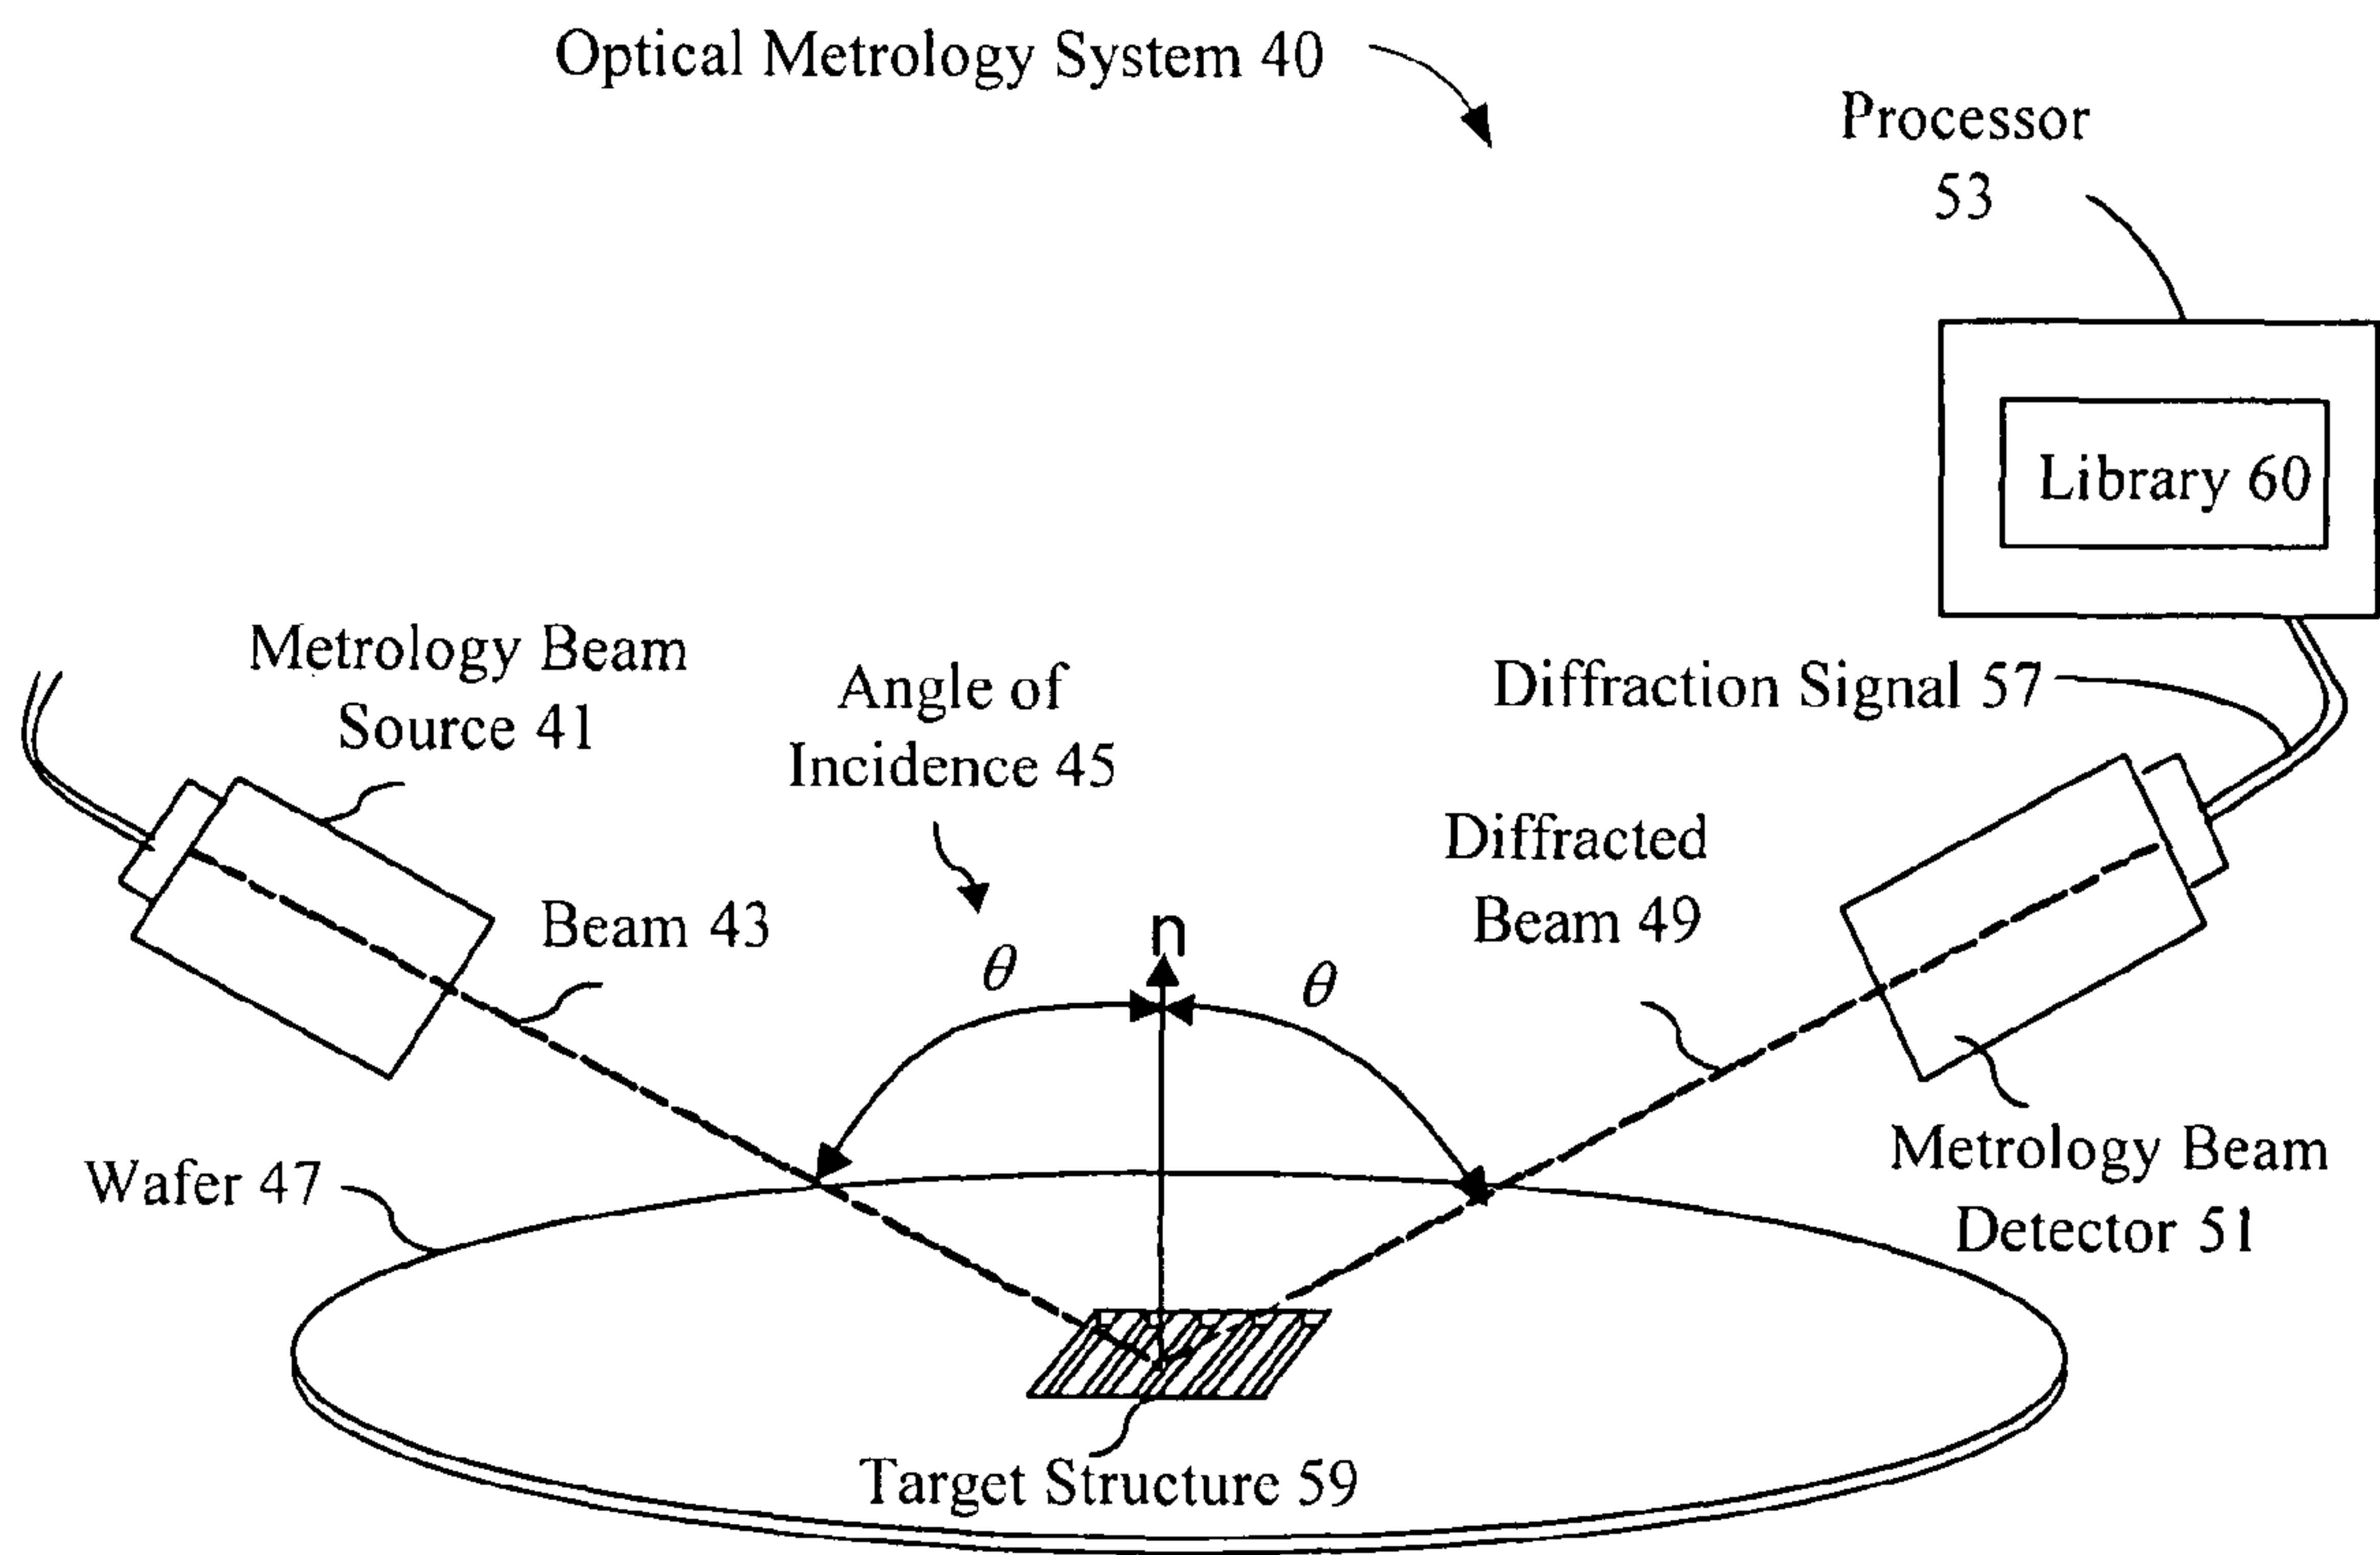 Optical Metrology System 40
Processor
53
Library 60
Metrology Beam
Source 41
Angle of
Incidence 45
Diffraction Signal 57
Beam 43
Diffracted
Beam 49
n
θ
θ
Wafer 47
Metrology Beam
Detector 51
Target Structure 59